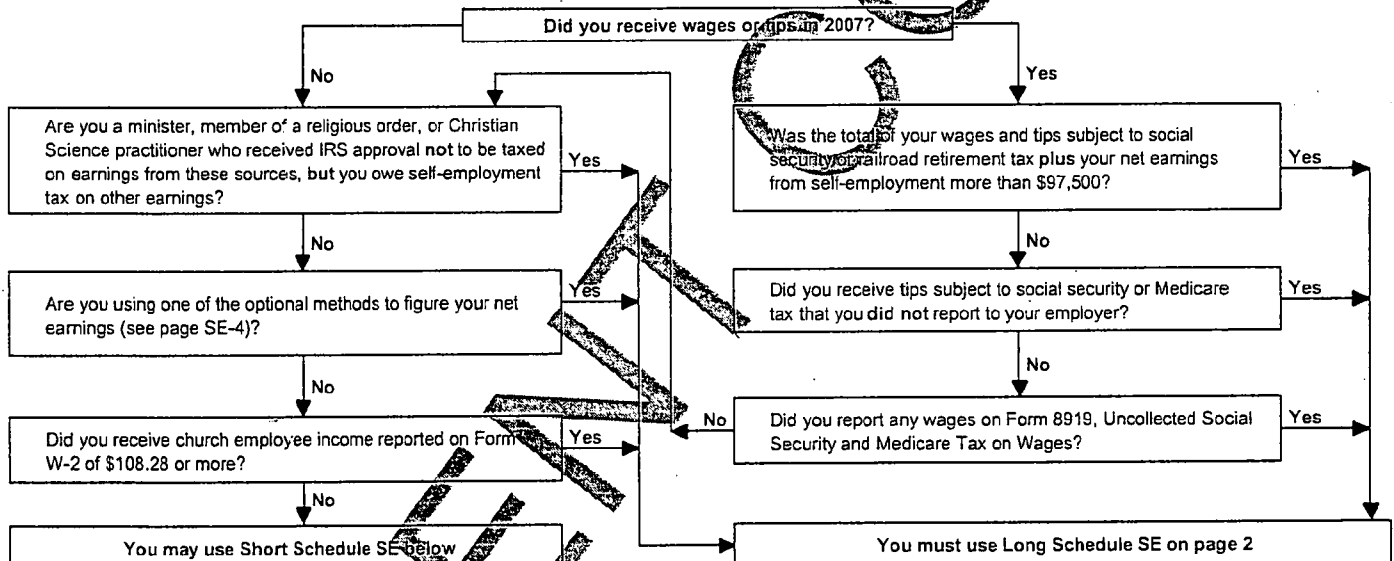 Did you receive wages or tips in 2007?
No
Yes
Are you a minister, member of a religious order, or Christian
Science practitioner who received IRS approval not to be taxed
on earnings from these sources, but you owe self-employment
tax on other earnings?
Yes
Was the total of your wages and tips subject to social
security or railroad retirement tax plus your net earnings
from self-employment more than $97,500?
Yes
No
No
Are you using one of the optional methods to figure your net
earnings (see page SE-4)?
Yes
Did you receive tips subject to social security or Medicare
tax that you did not report to your employer?
Yes
No
No
Did you receive church employee income reported on Form
W-2 of $108.28 or more?
Yes
No
Did you report any wages on Form 8919, Uncollected Social
Security and Medicare Tax on Wages?
Yes
No
You may use Short Schedule SE below
You must use Long Schedule SE on page 2